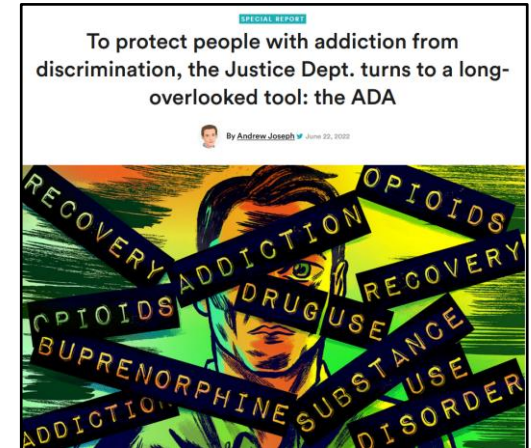 SPECIAL REPORT
To protect people with addiction from
discrimination, the Justice Dept. turns to a long-
overlooked tool: the ADA
By Andrew Joseph June 22, 2022
RECOVERY
OPIOIDS
ADDICTION
OPIOIDS
DRUG USE
RECOVERY
BUPRENORPHINE
SUBSTANCE
USE
DISORDER
ADDICTION